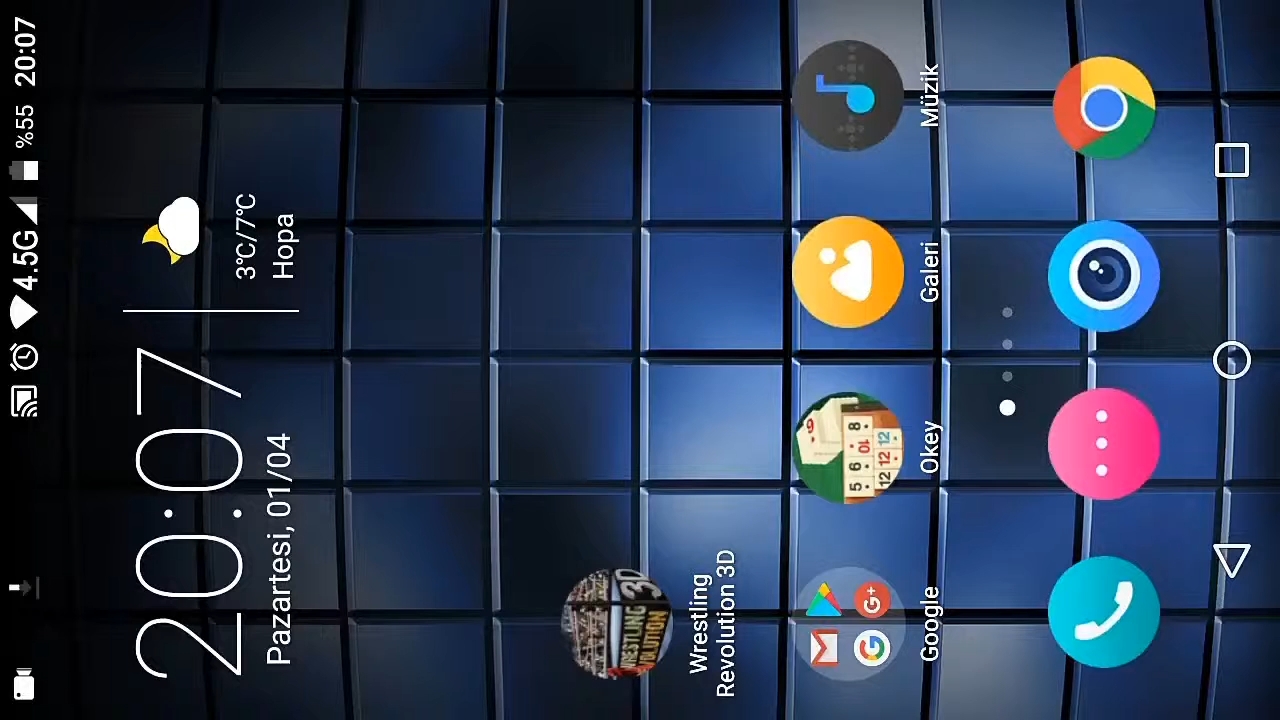 4.5G %55 20:07
20:07
Pazartesi, 01/04
3°C/7°C
Hopa
Wrestling
Revolution 3D
Google
Okey
Galeri
Müzik